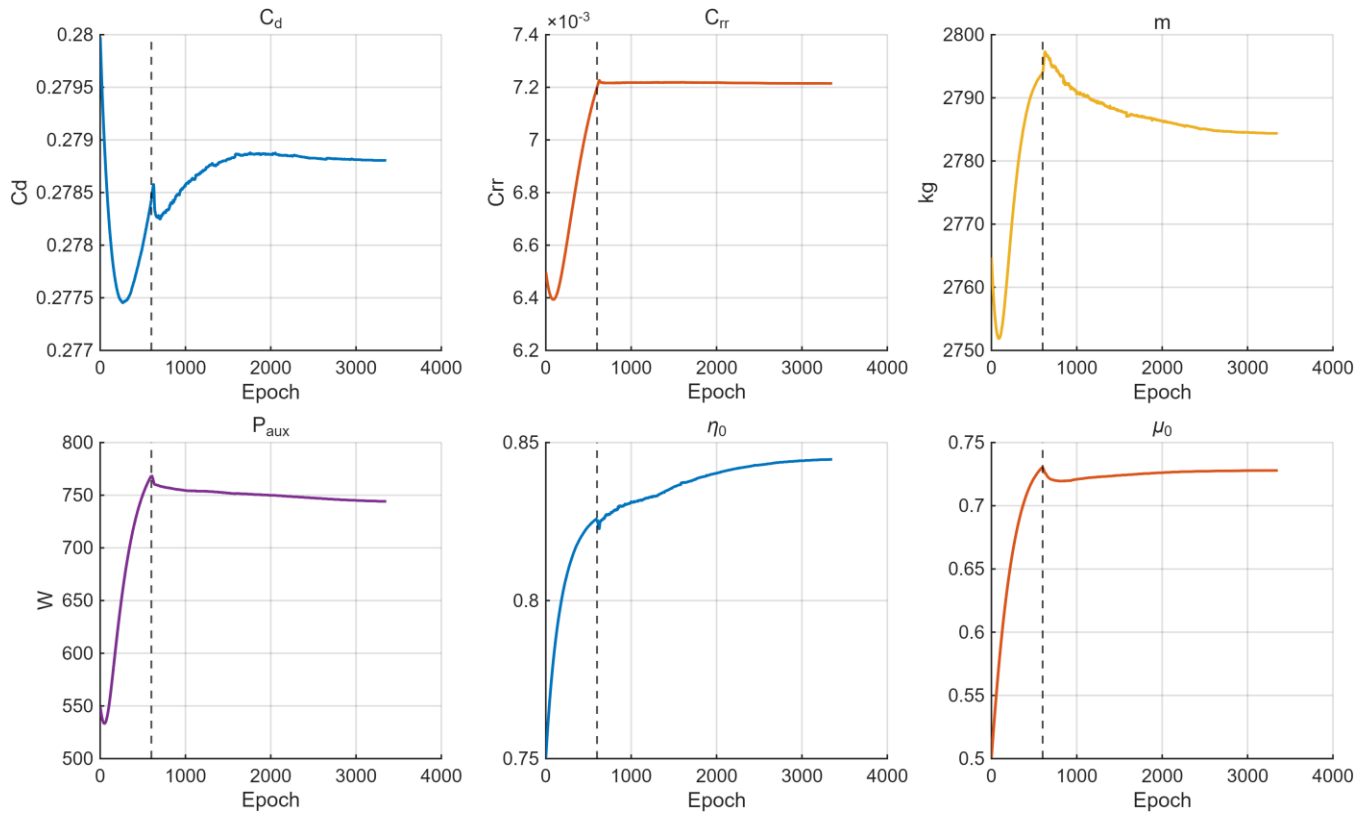 C_d
0.28
0.2795
0.279
0.2785
0.278
0.2775
0.277
Cd
0 1000 2000 3000 4000
Epoch
C_rr
×10⁻³
7.4
7.2
7
6.8
6.6
6.4
6.2
Crr
0 1000 2000 3000 4000
Epoch
m
2800
2790
2780
2770
2760
2750
kg
0 1000 2000 3000 4000
Epoch
P_aux
800
750
700
650
600
550
500
W
0 1000 2000 3000 4000
Epoch
η₀
0.85
0.8
0.75
0 1000 2000 3000 4000
Epoch
μ₀
0.75
0.7
0.65
0.6
0.55
0.5
0 1000 2000 3000 4000
Epoch